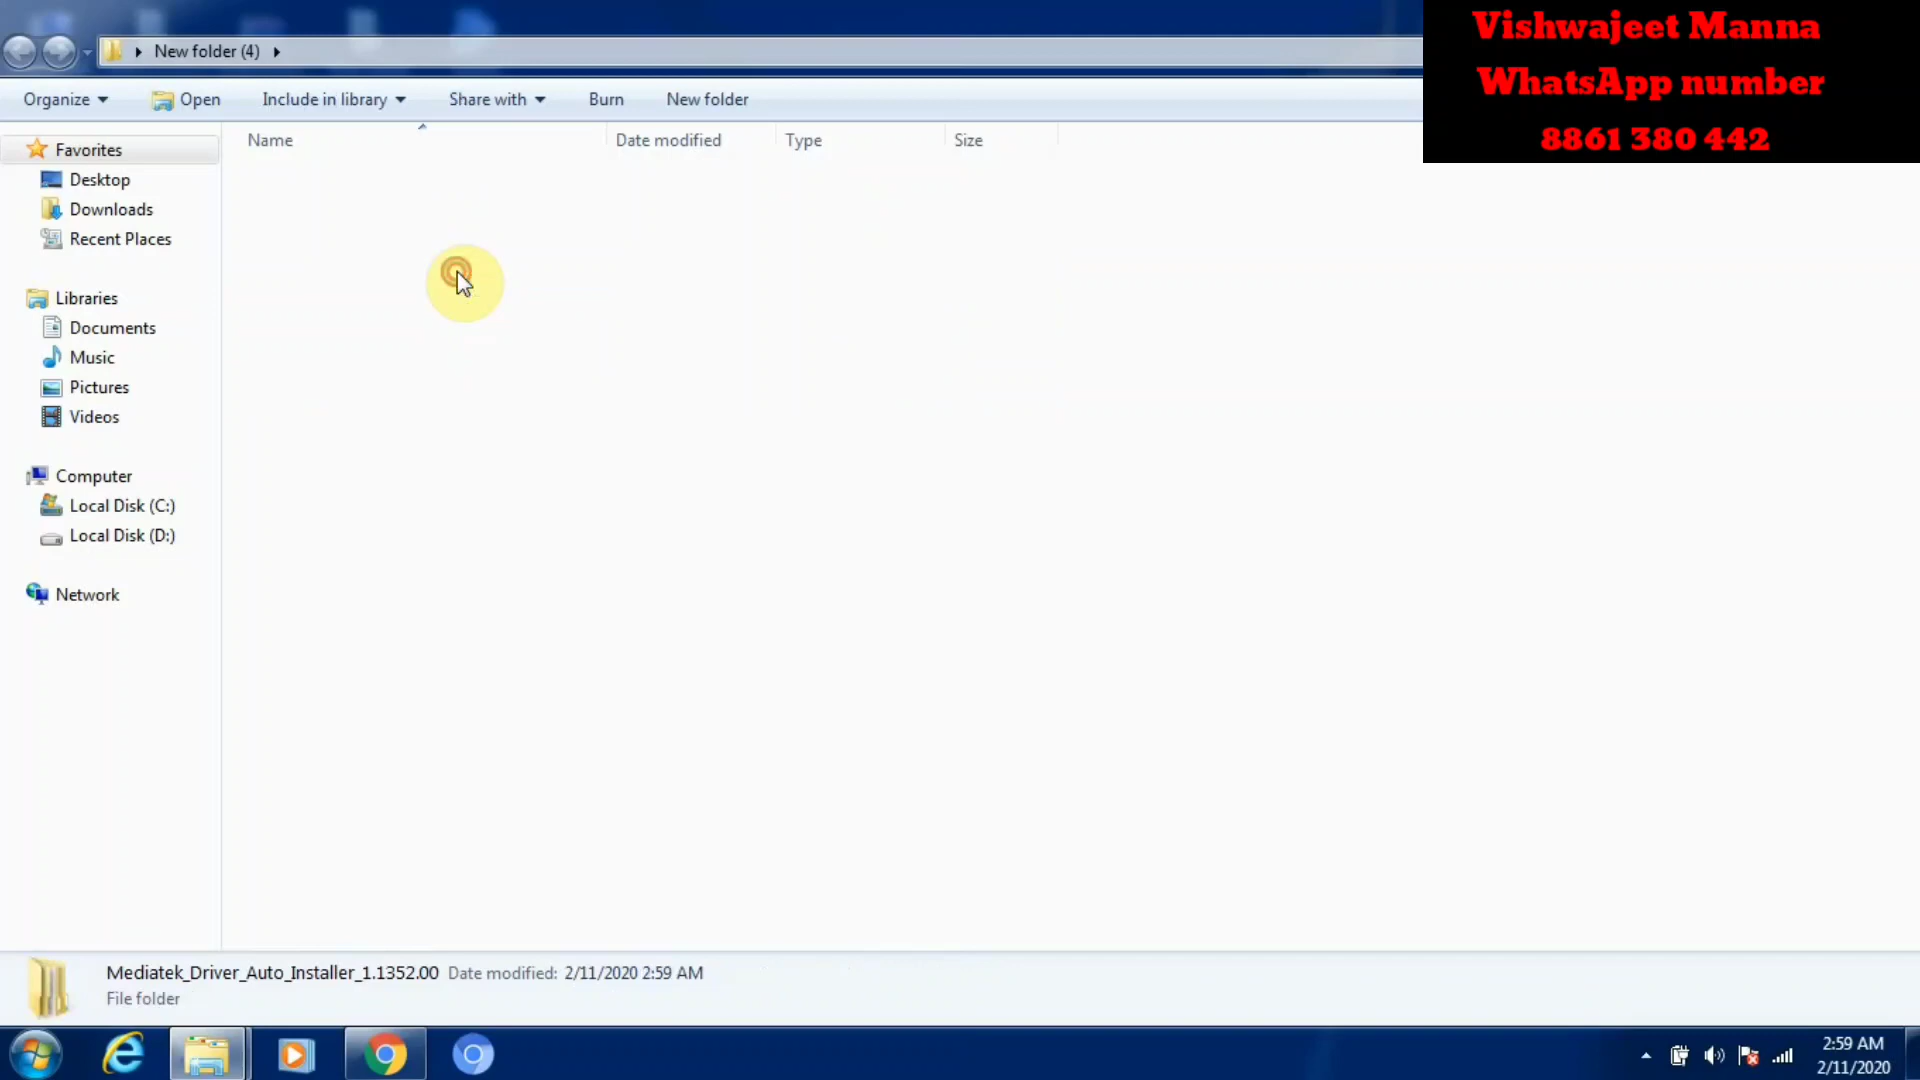 New folder (4)
Vishwajeet Manna
WhatsApp number
8861 380 442
Organize
Open
Include in library
Share with
Burn
New folder
Name
Date modified
Type
Size
Favorites
Desktop
Downloads
Recent Places
Libraries
Documents
Music
Pictures
Videos
Computer
Local Disk (C:)
Local Disk (D:)
Network
Mediatek_Driver_Auto_Installer_1.1352.00 Date modified: 2/11/2020 2:59 AM
File folder
2:59 AM
2/11/2020